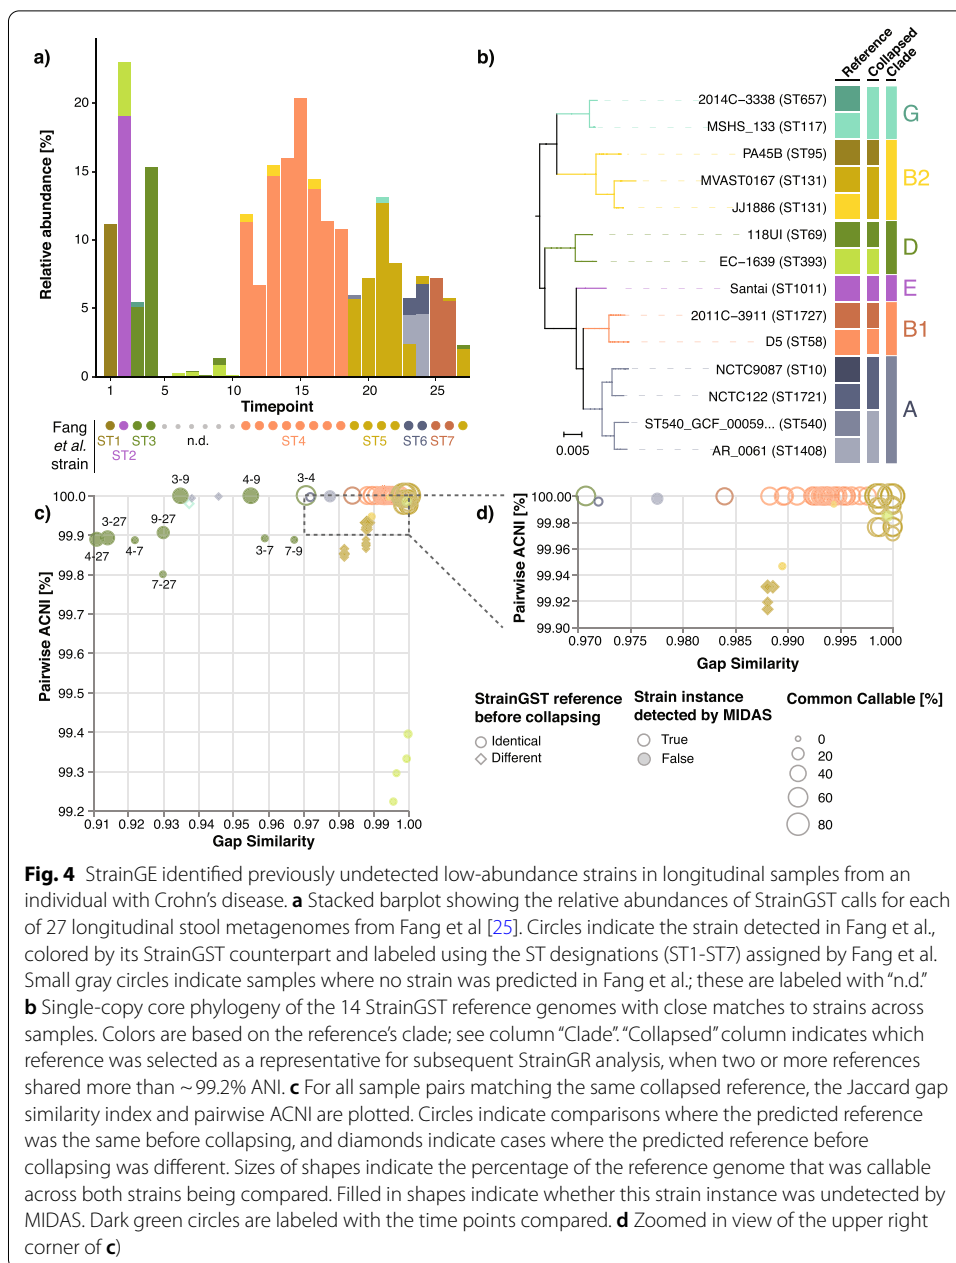 a)
Relative abundance [%]
20
15
10
5
0
1
5
10
15
20
25
Timepoint
Fang
et al.
strain
ST1
ST2
ST3
n.d.
ST4
ST5
ST6
ST7
b)
Reference
Collapsed
Clade
2014C−3338 (ST657)
MSHS_133 (ST117)
PA45B (ST95)
MVAST0167 (ST131)
JJ1886 (ST131)
118UI (ST69)
EC−1639 (ST393)
Santai (ST1011)
2011C−3911 (ST1727)
D5 (ST58)
NCTC9087 (ST10)
NCTC122 (ST1721)
ST540_GCF_00059... (ST540)
AR_0061 (ST1408)
G
B2
D
E
B1
A
0.005
c)
Pairwise ACNI [%]
100.0
99.9
99.8
99.7
99.6
99.5
99.4
99.3
99.2
3-9
4-9
3-4
3-27
9-27
4-27
4-7
3-7
7-9
7-27
0.91
0.92
0.93
0.94
0.95
0.96
0.97
0.98
0.99
1.00
Gap Similarity
d)
Pairwise ACNI [%]
100.00
99.98
99.96
99.94
99.92
99.90
0.970
0.975
0.980
0.985
0.990
0.995
1.000
Gap Similarity
StrainGST reference
before collapsing
Identical
Different
Strain instance
detected by MIDAS
True
False
Common Callable [%]
0
20
40
60
80
Fig. 4 StrainGE identified previously undetected low-abundance strains in longitudinal samples from an
individual with Crohn’s disease. a Stacked barplot showing the relative abundances of StrainGST calls for each
of 27 longitudinal stool metagenomes from Fang et al [25]. Circles indicate the strain detected in Fang et al.,
colored by its StrainGST counterpart and labeled using the ST designations (ST1-ST7) assigned by Fang et al.
Small gray circles indicate samples where no strain was predicted in Fang et al.; these are labeled with “n.d.”
b Single-copy core phylogeny of the 14 StrainGST reference genomes with close matches to strains across
samples. Colors are based on the reference’s clade; see column “Clade”. “Collapsed” column indicates which
reference was selected as a representative for subsequent StrainGR analysis, when two or more references
shared more than ~ 99.2% ANI. c For all sample pairs matching the same collapsed reference, the Jaccard gap
similarity index and pairwise ACNI are plotted. Circles indicate comparisons where the predicted reference
was the same before collapsing, and diamonds indicate cases where the predicted reference before
collapsing was different. Sizes of shapes indicate the percentage of the reference genome that was callable
across both strains being compared. Filled in shapes indicate whether this strain instance was undetected by
MIDAS. Dark green circles are labeled with the time points compared. d Zoomed in view of the upper right
corner of c)